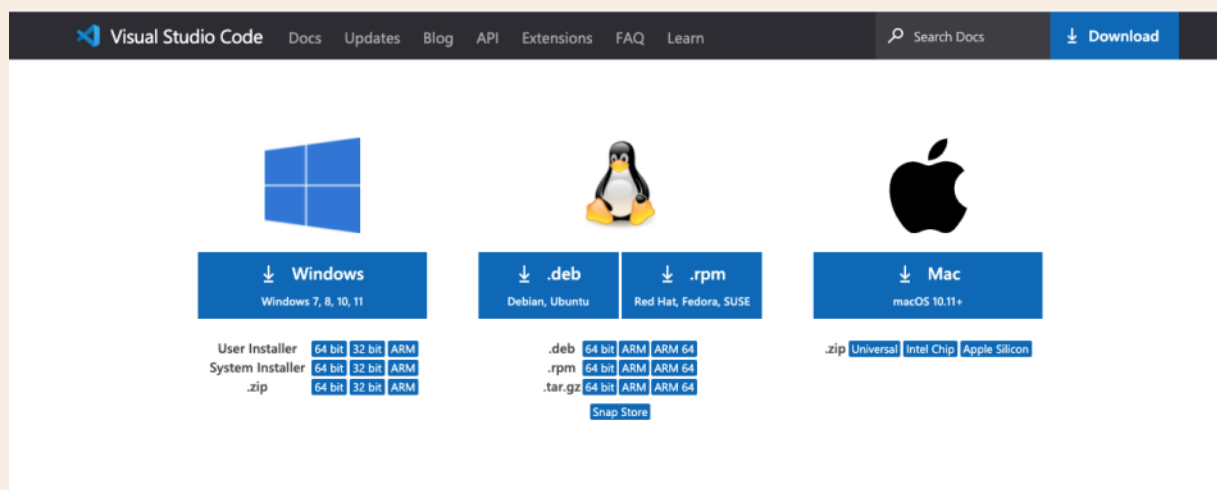 Visual Studio Code Docs Updates Blog API Extensions FAQ Learn Search Docs Download
Windows
Windows 7, 8, 10, 11
User Installer 64 bit 32 bit ARM
System Installer 64 bit 32 bit ARM
.zip 64 bit 32 bit ARM
.deb
Debian, Ubuntu
.rpm
Red Hat, Fedora, SUSE
.deb 64 bit ARM ARM 64
.rpm 64 bit ARM ARM 64
.tar.gz 64 bit ARM ARM 64
Snap Store
Mac
macOS 10.11+
.zip Universal Intel Chip Apple Silicon